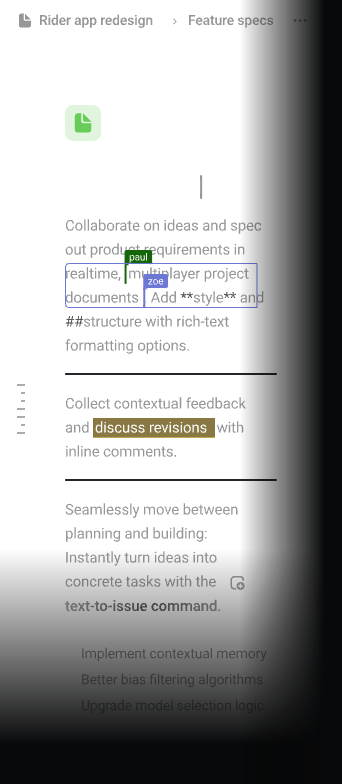 Rider app redesign › Feature specs ...
Collaborate on ideas and spec
out product requirements in
paul
realtime, multiplayer project
zoe
documents Add **style** and
##structure with rich-text
formatting options.
Collect contextual feedback
and discuss revisions with
inline comments.
Seamlessly move between
planning and building:
Instantly turn ideas into
concrete tasks with the
text-to-issue command.
Implement contextual memory
Better bias filtering algorithms
Upgrade model selection logic